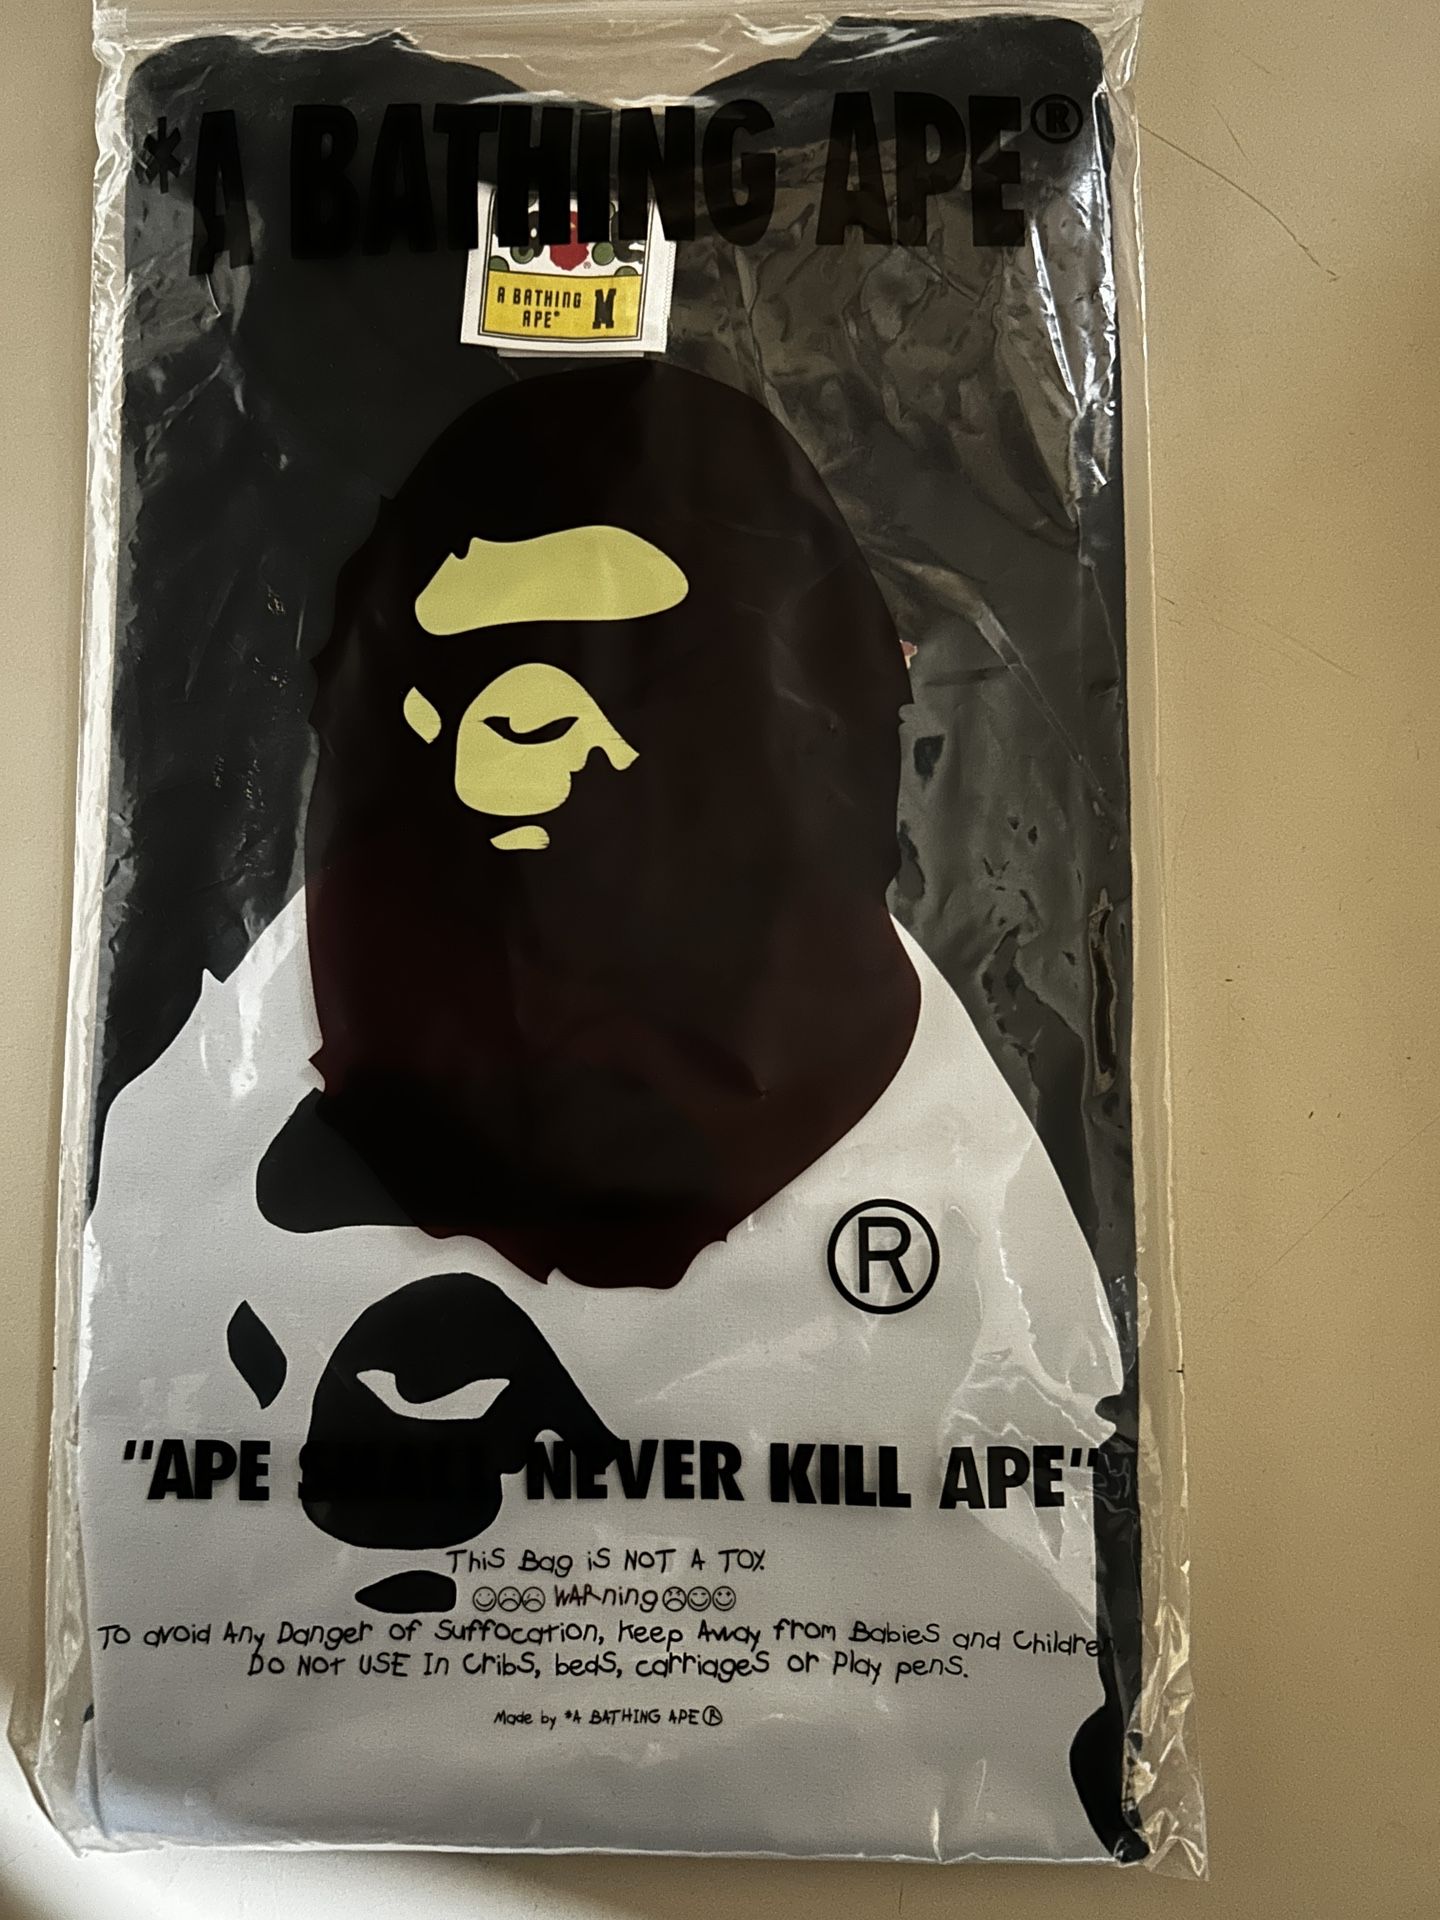 *A BATHING APE®
A BATHING
APE®
M
®
"APE SHALL NEVER KILL APE"
ThiS Bag iS NOT A TOY.
WARning
TO avoid Any Danger of Suffocation, Keep Away from Babies and Children
DO NOt USE In CribS, bedS, carriageS or Play pens.
Made by *A BATHING APE®